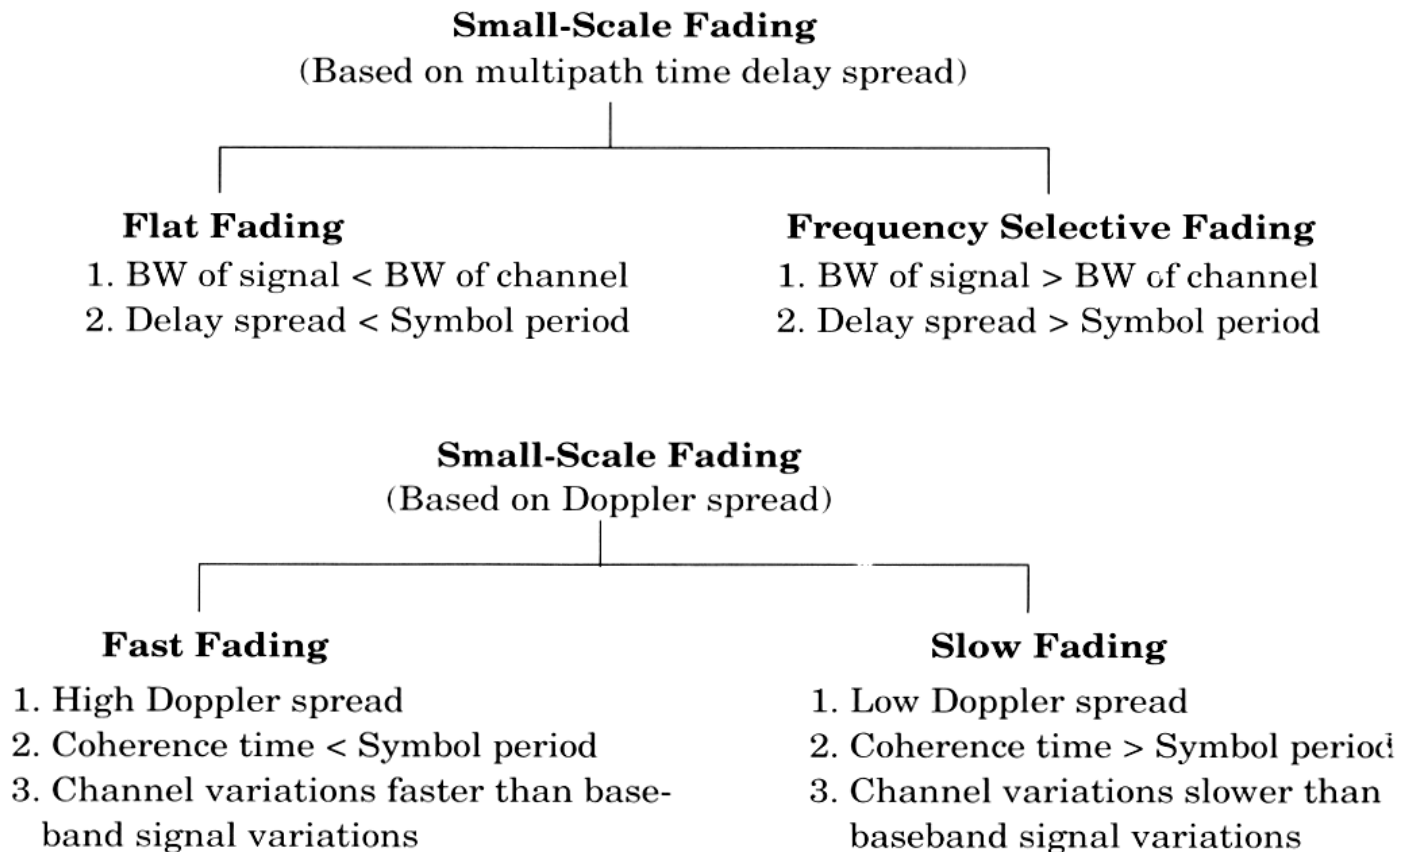 Small-Scale Fading
(Based on multipath time delay spread)
Flat Fading
1. BW of signal < BW of channel
2. Delay spread < Symbol period
Frequency Selective Fading
1. BW of signal > BW of channel
2. Delay spread > Symbol period
Small-Scale Fading
(Based on Doppler spread)
Fast Fading
1. High Doppler spread
2. Coherence time < Symbol period
3. Channel variations faster than base-
band signal variations
Slow Fading
1. Low Doppler spread
2. Coherence time > Symbol period
3. Channel variations slower than
baseband signal variations